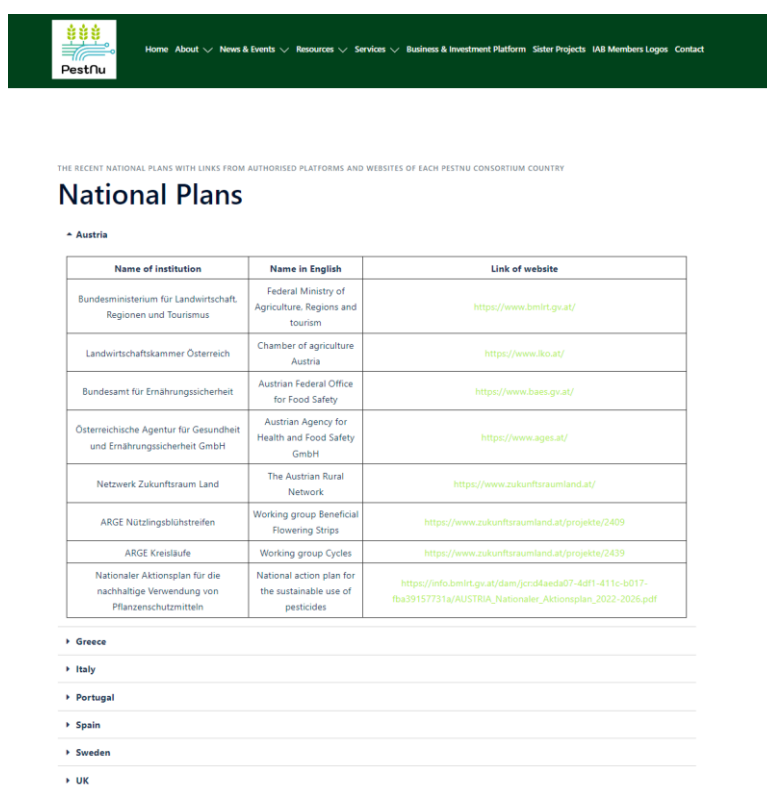 PestNu
Home About News & Events Resources Services Business & Investment Platform Sister Projects IAB Members Logos Contact
THE RECENT NATIONAL PLANS WITH LINKS FROM AUTHORISED PLATFORMS AND WEBSITES OF EACH PESTNU CONSORTIUM COUNTRY
National Plans
Austria
Name of institution Name in English Link of website
Bundesministerium für Landwirtschaft,
Regionen und Tourismus
Federal Ministry of
Agriculture, Regions and
tourism
https://www.bmlrt.gv.at/
Landwirtschaftskammer Österreich
Chamber of agriculture
Austria
https://www.lko.at/
Bundesamt für Ernährungssicherheit
Austrian Federal Office
for Food Safety
https://www.baes.gv.at/
Österreichische Agentur für Gesundheit
und Ernährungssicherheit GmbH
Austrian Agency for
Health and Food Safety
GmbH
https://www.ages.at/
Netzwerk Zukunftsraum Land
The Austrian Rural
Network
https://www.zukunftsraumland.at/
ARGE Nützlingsblühstreifen
Working group Beneficial
Flowering Strips
https://www.zukunftsraumland.at/projekte/2409
ARGE Kreisläufe
Working group Cycles
https://www.zukunftsraumland.at/projekte/2439
Nationaler Aktionsplan für die
nachhaltige Verwendung von
Pflanzenschutzmitteln
National action plan for
the sustainable use of
pesticides
https://info.bmlrt.gv.at/dam/jcr:d4aeda07-4df1-411c-b017-
fba39157731a/AUSTRIA_Nationaler_Aktionsplan_2022-2026.pdf
Greece
Italy
Portugal
Spain
Sweden
UK